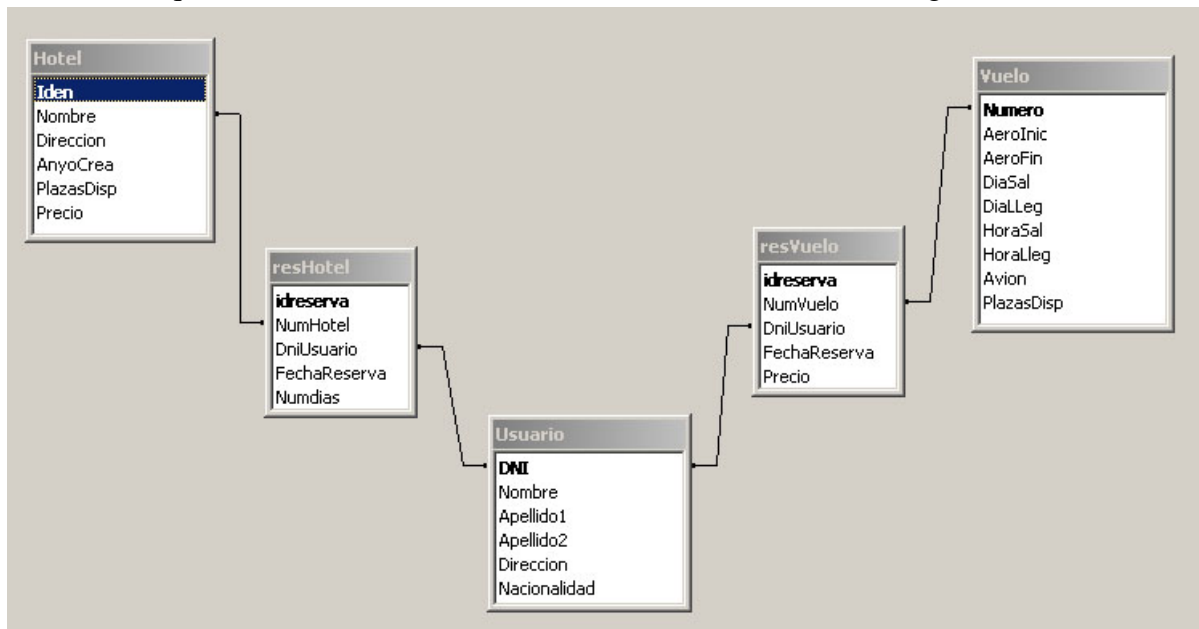 Hotel
Iden
Nombre
Direccion
AnyoCrea
PlazasDisp
Precio
resHotel
idreserva
NumHotel
DniUsuario
FechaReserva
Numdias
Usuario
DNI
Nombre
Apellido1
Apellido2
Direccion
Nacionalidad
resVuelo
idreserva
NumVuelo
DniUsuario
FechaReserva
Precio
Vuelo
Numero
AeroInic
AeroFin
DiaSal
DiaLLeg
HoraSal
HoraLleg
Avion
PlazasDisp